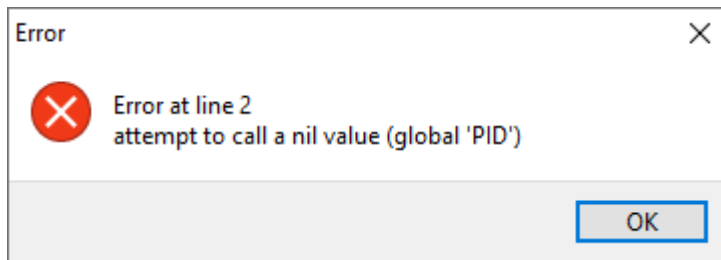 Error
Error at line 2
attempt to call a nil value (global 'PID')
OK